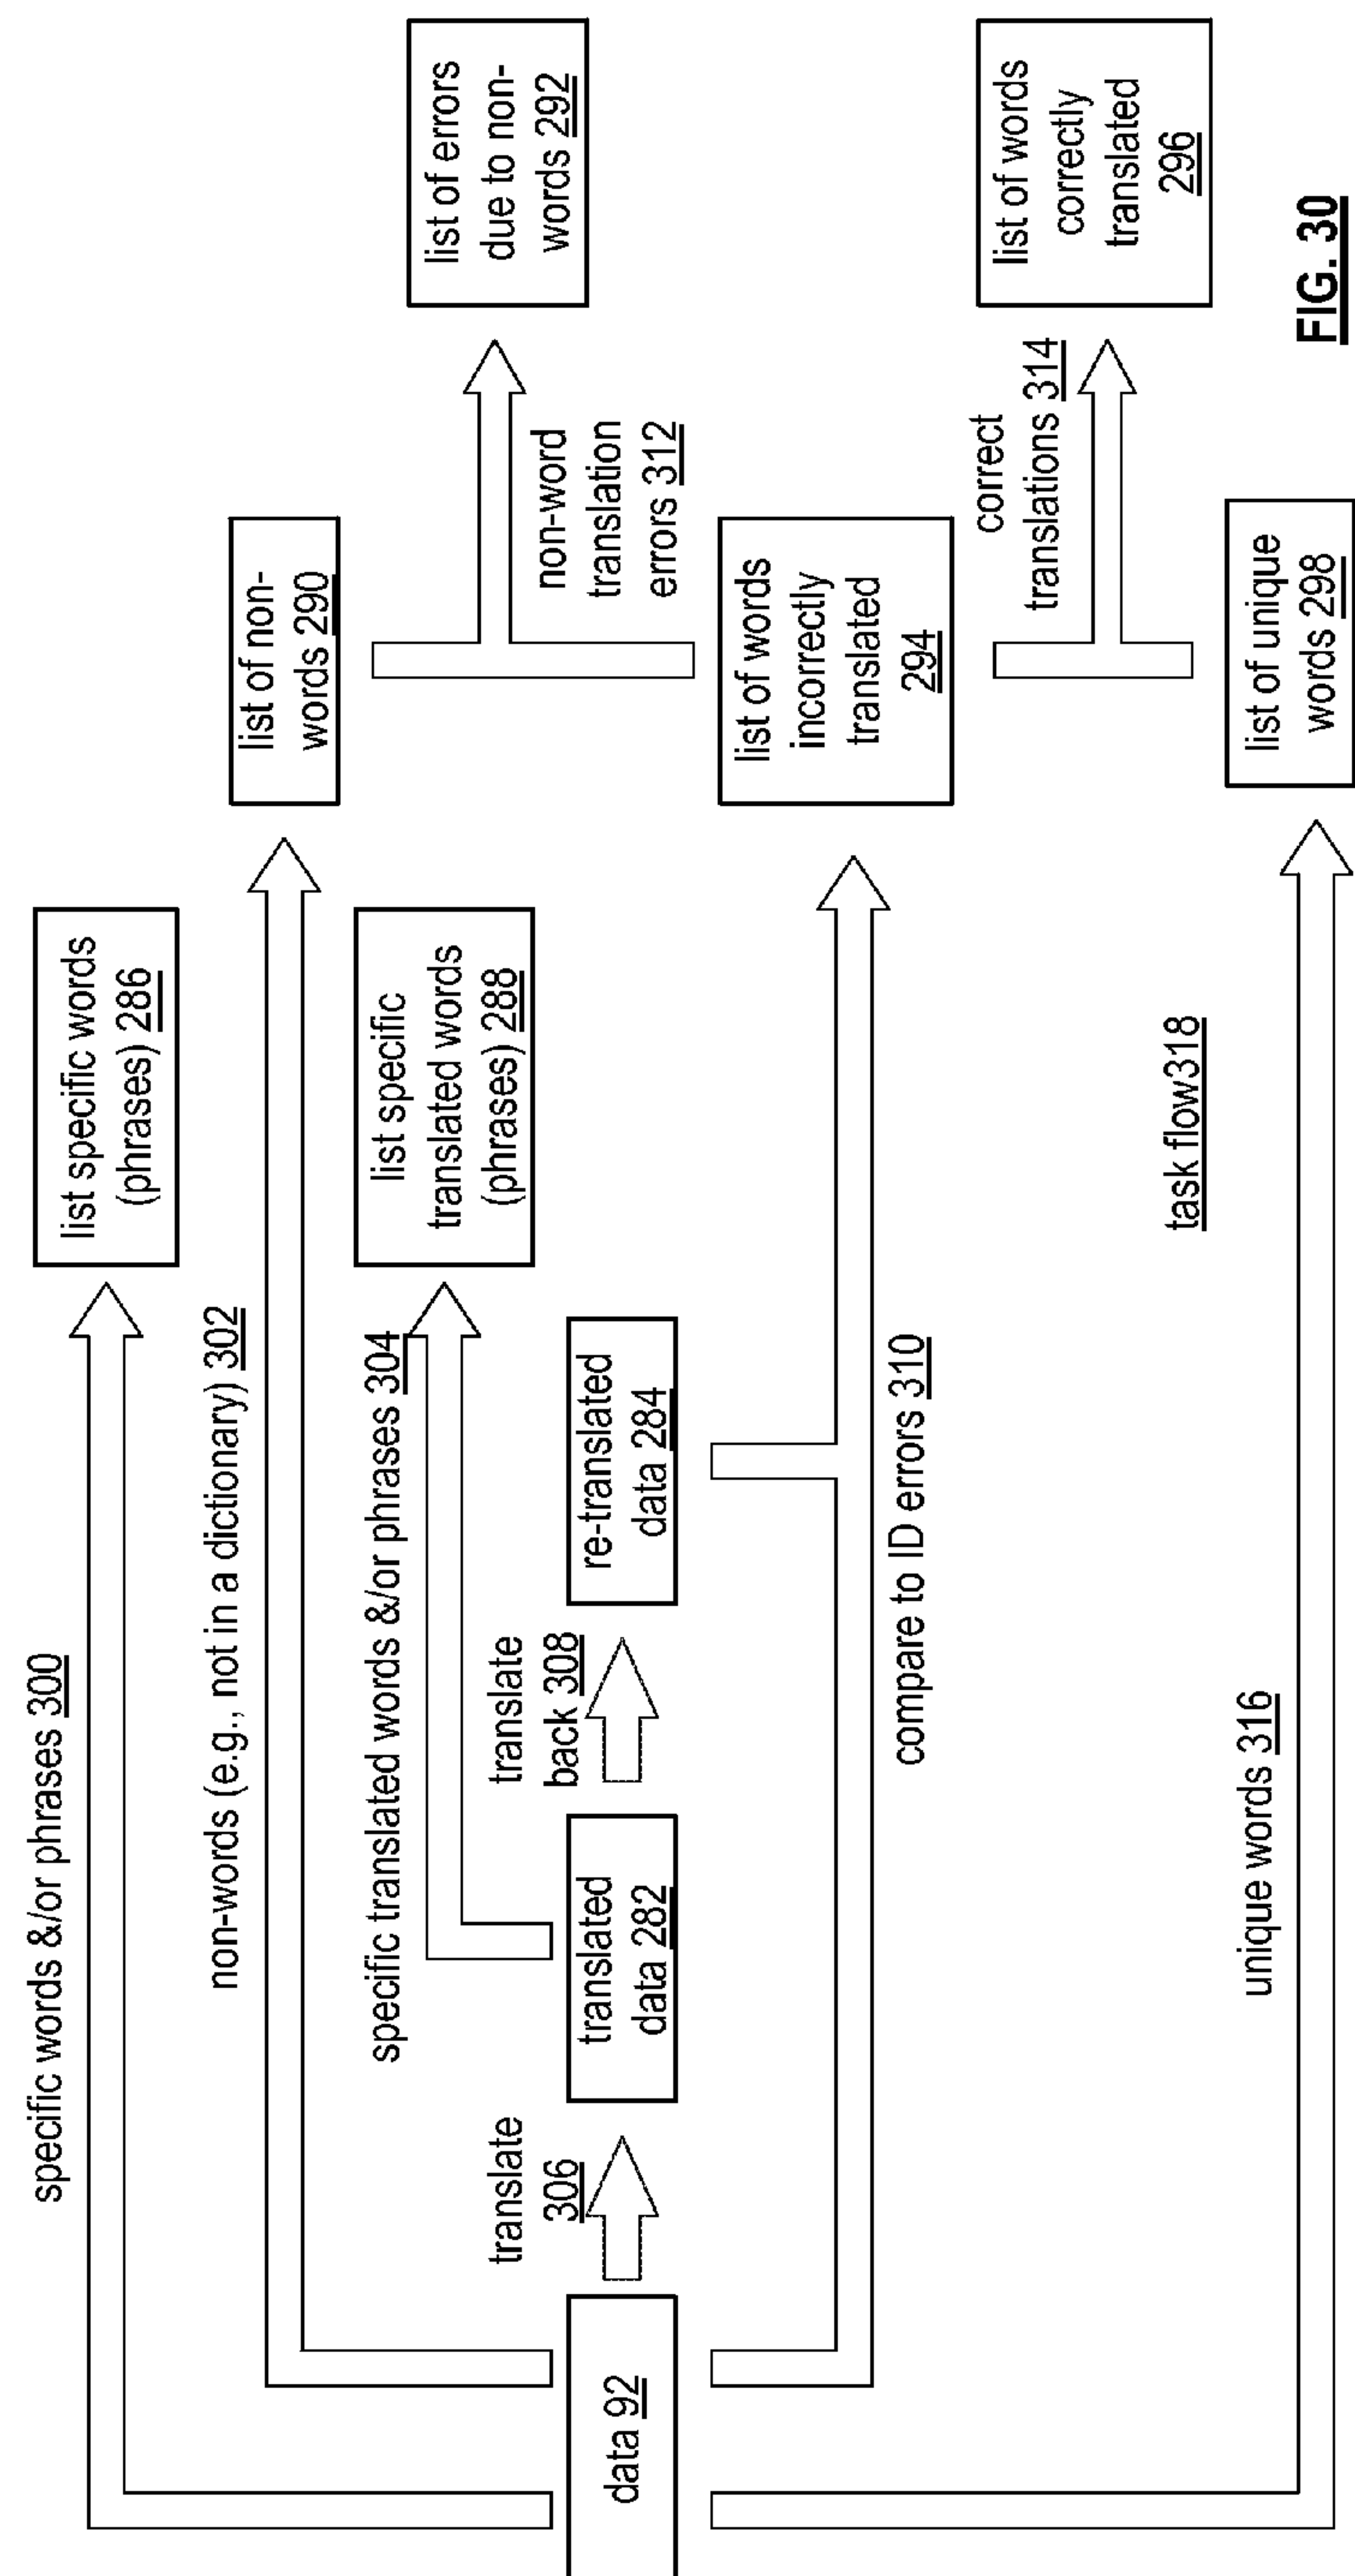 specific words &/or phrases 300
list specific words
(phrases) 286
non-words (e.g., not in a dictionary) 302
list of non-
words 290
list of errors
due to non-
words 292
specific translated words &/or phrases 304
list specific
translated words
(phrases) 288
non-word
translation
errors 312
data 92
translate
306
translated
data 282
translate
back 308
re-translated
data 284
compare to ID errors 310
list of words
incorrectly
translated
294
correct
translations 314
list of words
correctly
translated
296
task flow318
unique words 316
list of unique
words 298
FIG. 30